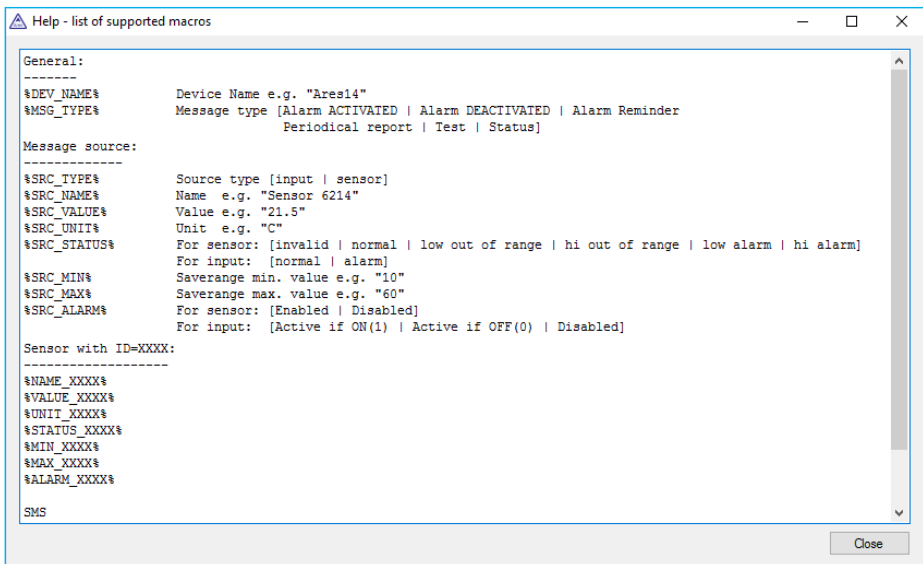 Help - list of supported macros
General:
-------
%DEV_NAME% Device Name e.g. "Ares14"
%MSG_TYPE% Message type [Alarm ACTIVATED | Alarm DEACTIVATED | Alarm Reminder
Periodical report | Test | Status]
Message source:
-------------
%SRC_TYPE% Source type [input | sensor]
%SRC_NAME% Name  e.g. "Sensor 6214"
%SRC_VALUE% Value e.g. "21.5"
%SRC_UNIT% Unit  e.g. "C"
%SRC_STATUS% For sensor: [invalid | normal | low out of range | hi out of range | low alarm | hi alarm]
For input:  [normal | alarm]
%SRC_MIN% Saverange min. value e.g. "10"
%SRC_MAX% Saverange max. value e.g. "60"
%SRC_ALARM% For sensor: [Enabled | Disabled]
For input:  [Active if ON(1) | Active if OFF(0) | Disabled]
Sensor with ID=XXXX:
-------------------
%NAME_XXXX%
%VALUE_XXXX%
%UNIT_XXXX%
%STATUS_XXXX%
%MIN_XXXX%
%MAX_XXXX%
%ALARM_XXXX%
SMS
Close